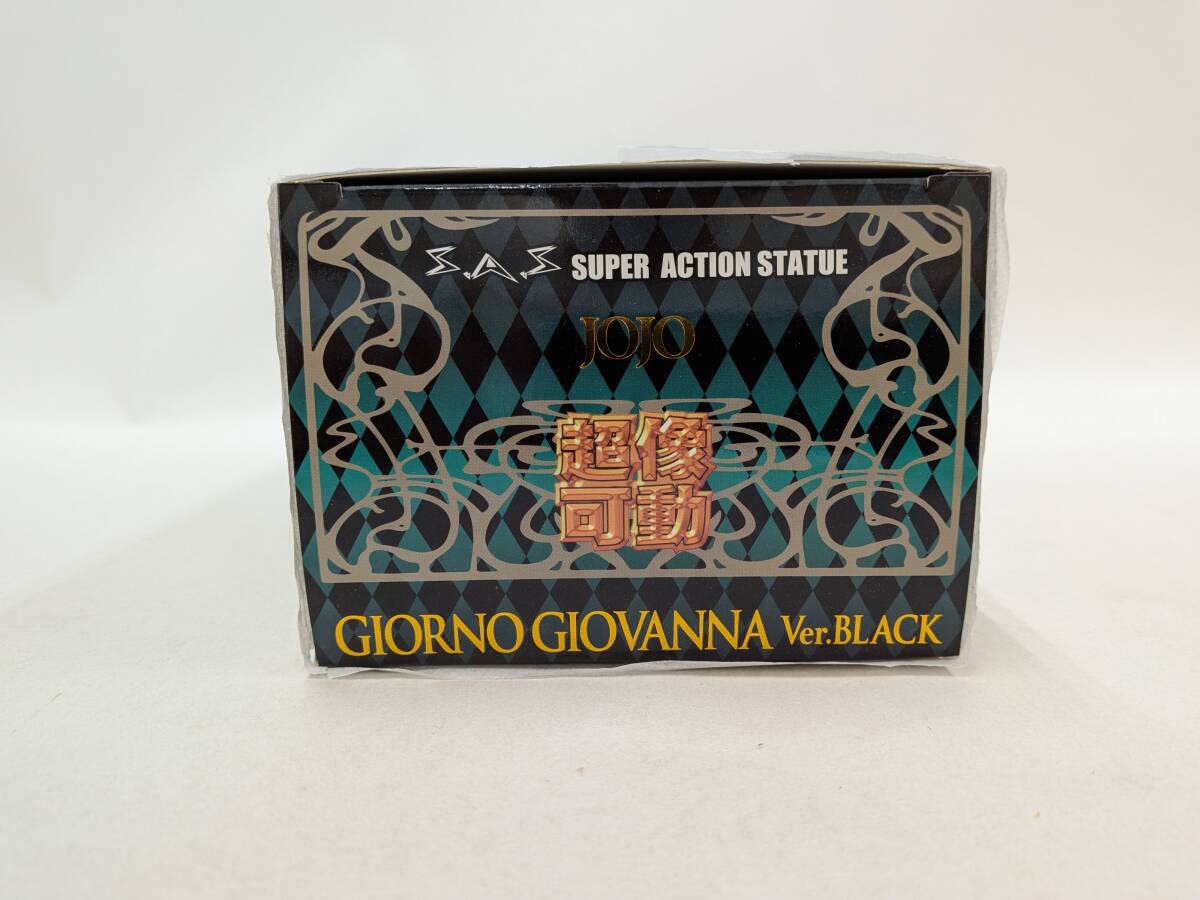 S.A.S SUPER ACTION STATUE
JOJO
超像
可動
GIORNO GIOVANNA Ver.BLACK